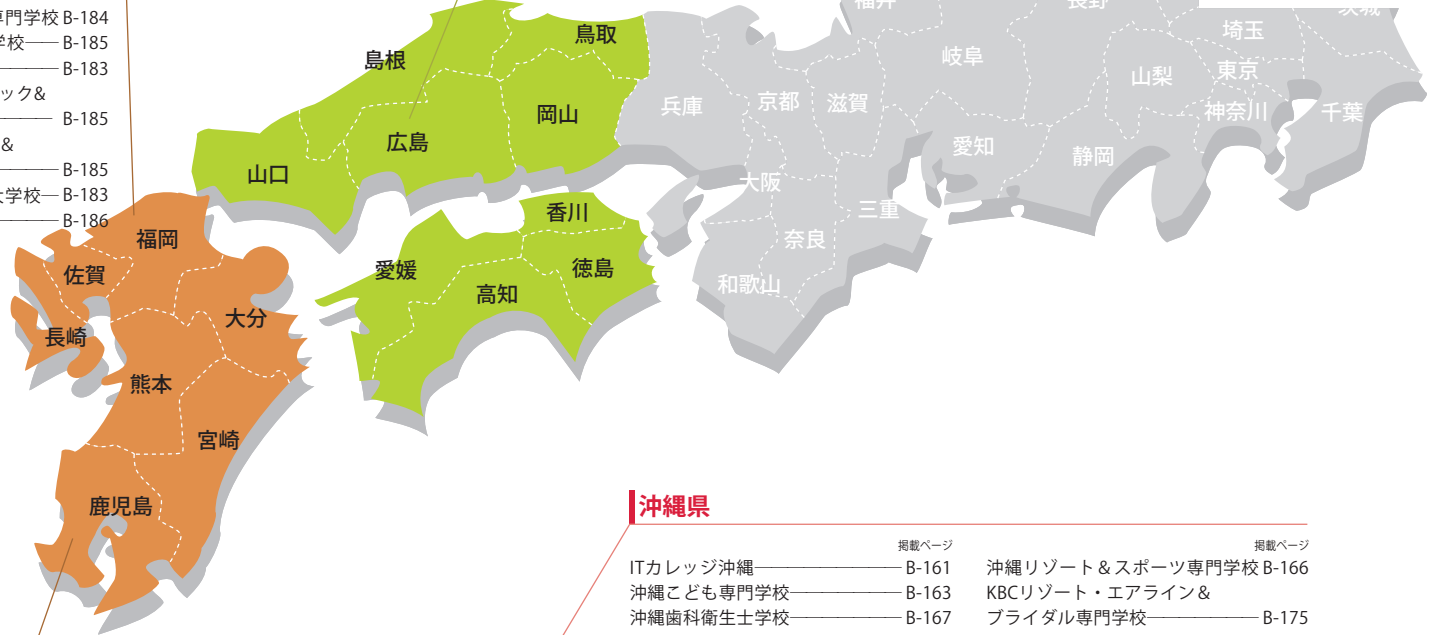 専門学校 B-184
学校 B-185
B-183
ック&
B-185
&
B-185
大学校 B-183
B-186
福井
長野
茨城
埼玉
鳥取
島根
岐阜
東京
山梨
兵庫
京都
滋賀
神奈川
千葉
岡山
広島
愛知
静岡
山口
大阪
三重
香川
奈良
福岡
愛媛
徳島
佐賀
高知
和歌山
大分
長崎
熊本
宮崎
鹿児島
沖縄県
掲載ページ
ITカレッジ沖縄 B-161
沖縄こども専門学校 B-163
沖縄歯科衛生士学校 B-167
掲載ページ
沖縄リゾート&スポーツ専門学校 B-166
KBCリゾート・エアライン&
ブライダル専門学校 B-175